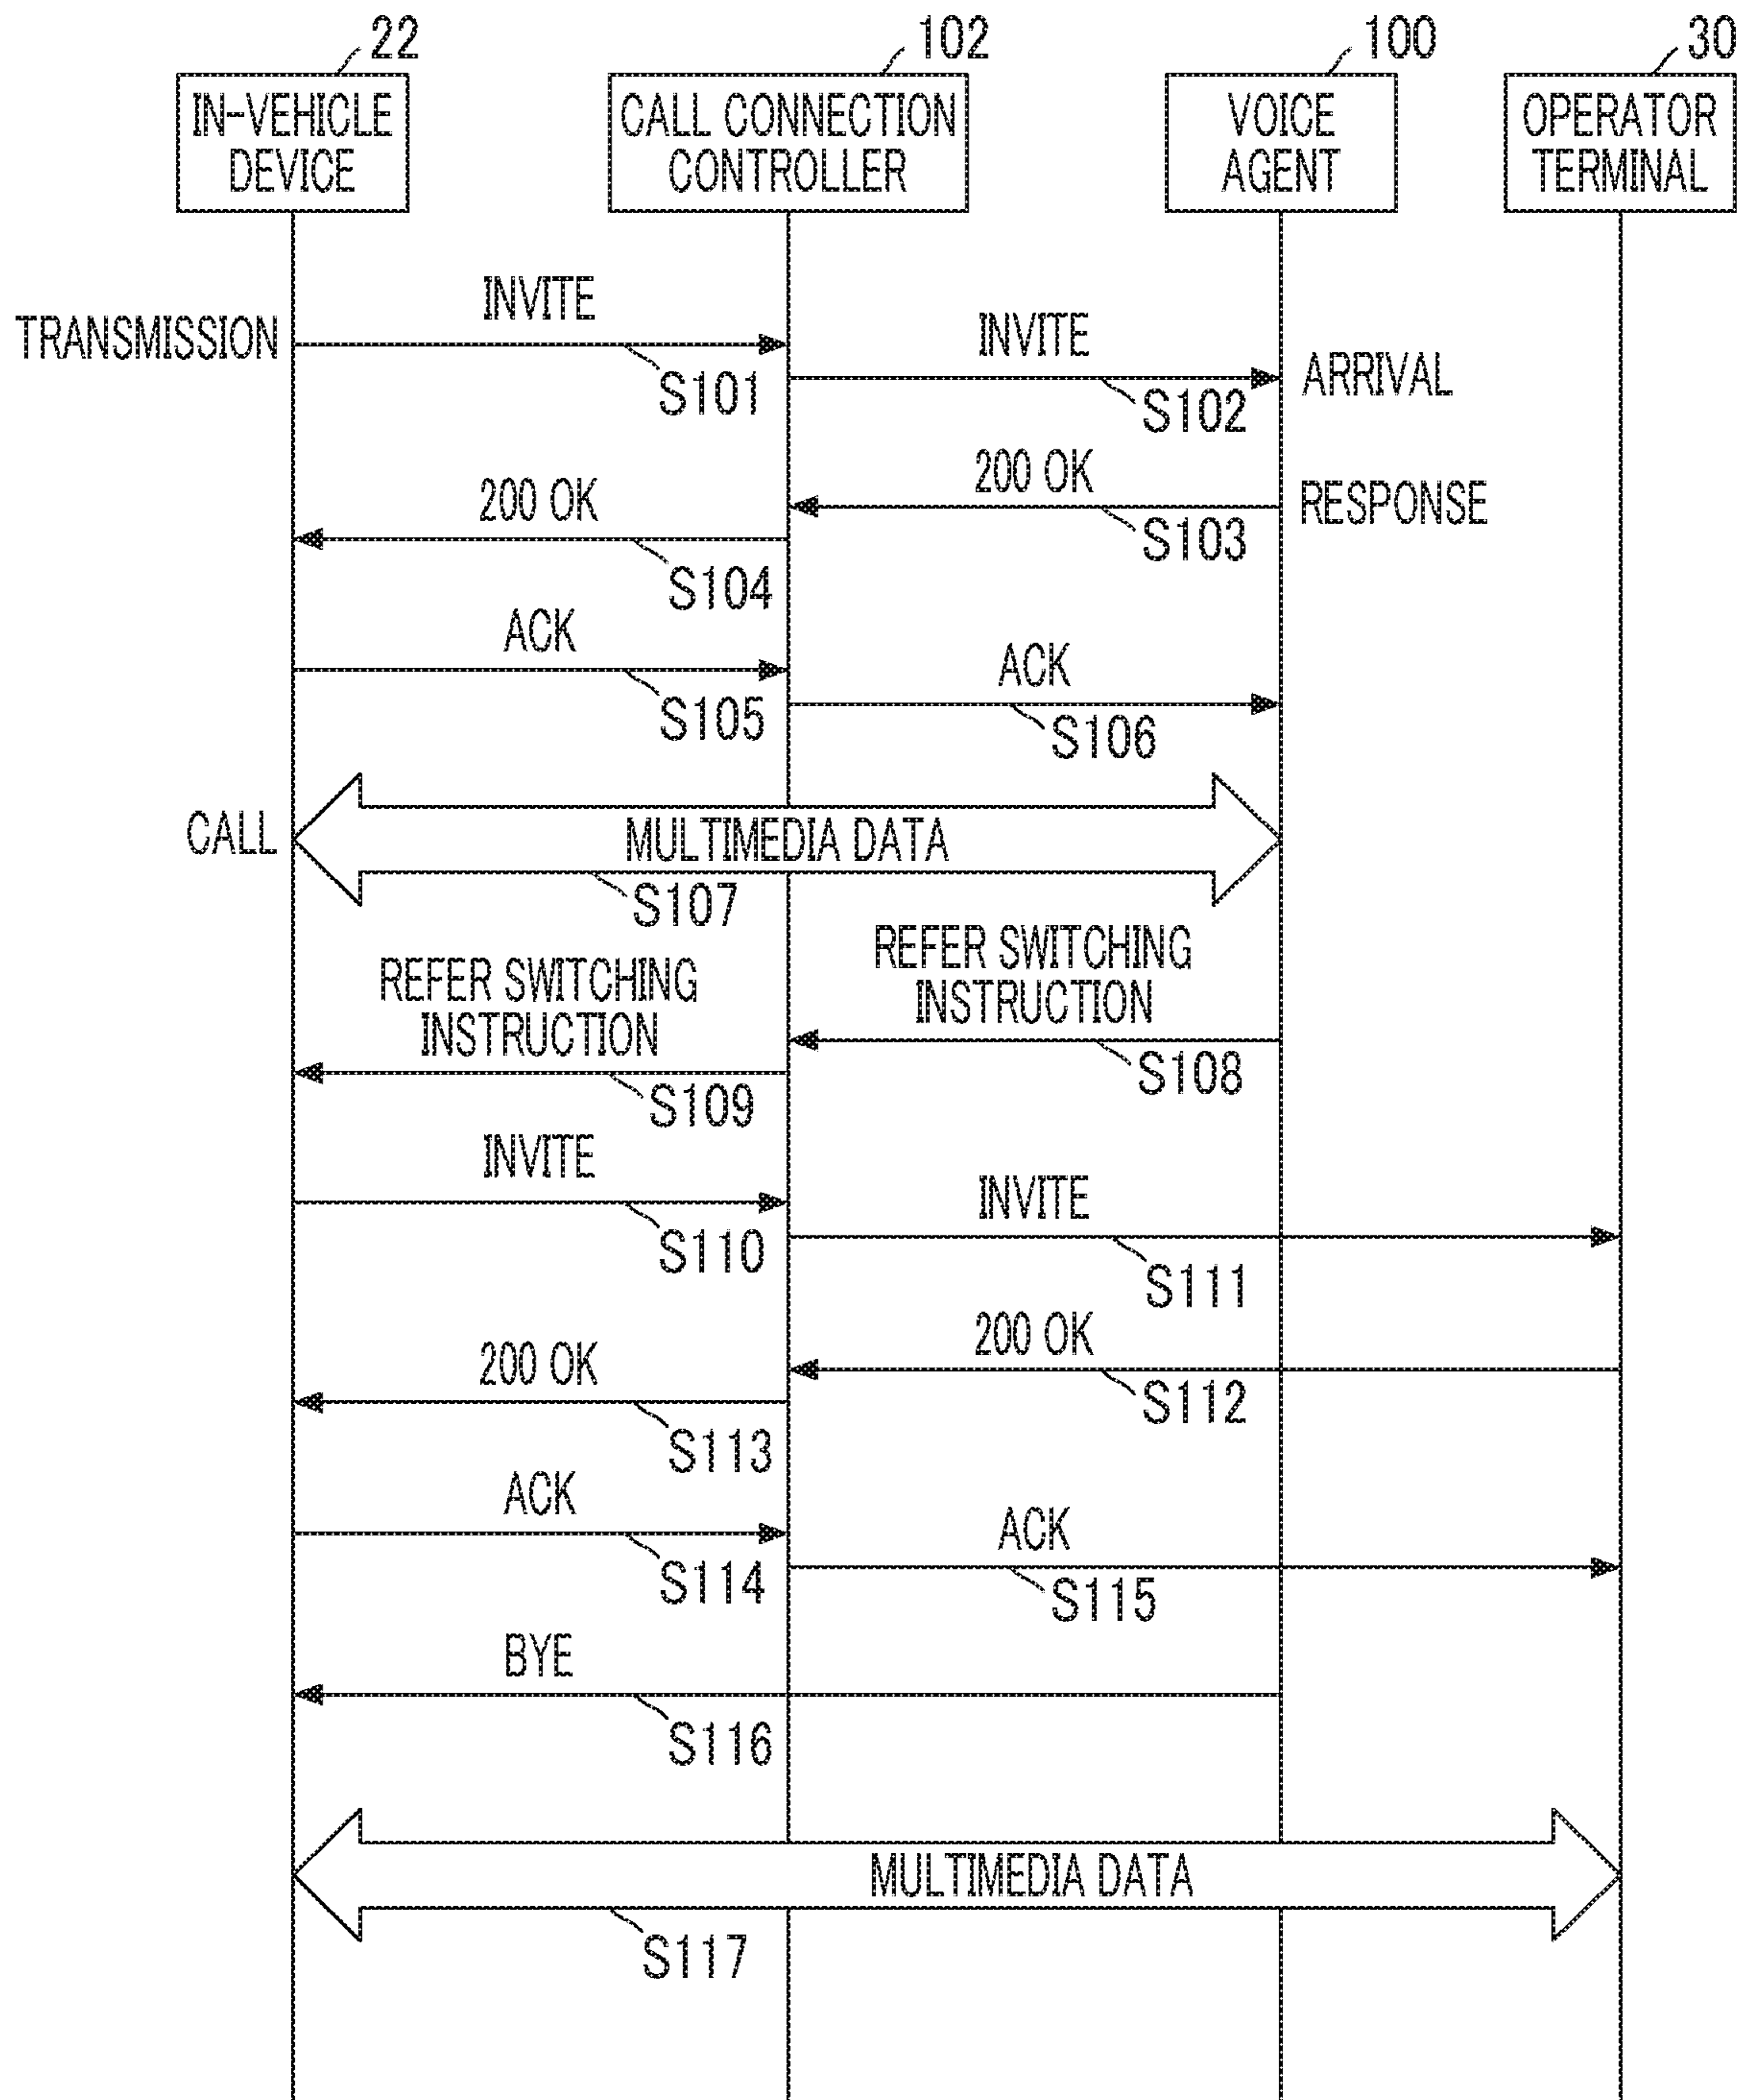 22
102
100
30
IN-VEHICLE
DEVICE
CALL CONNECTION
CONTROLLER
VOICE
AGENT
OPERATOR
TERMINAL
INVITE
TRANSMISSION
S101
INVITE
ARRIVAL
S102
200 OK
RESPONSE
S103
200 OK
S104
ACK
S105
ACK
S106
CALL
MULTIMEDIA DATA
S107
REFER SWITCHING
INSTRUCTION
S108
REFER SWITCHING
INSTRUCTION
S109
INVITE
S110
INVITE
S111
200 OK
S112
200 OK
S113
ACK
S114
ACK
S115
BYE
S116
MULTIMEDIA DATA
S117